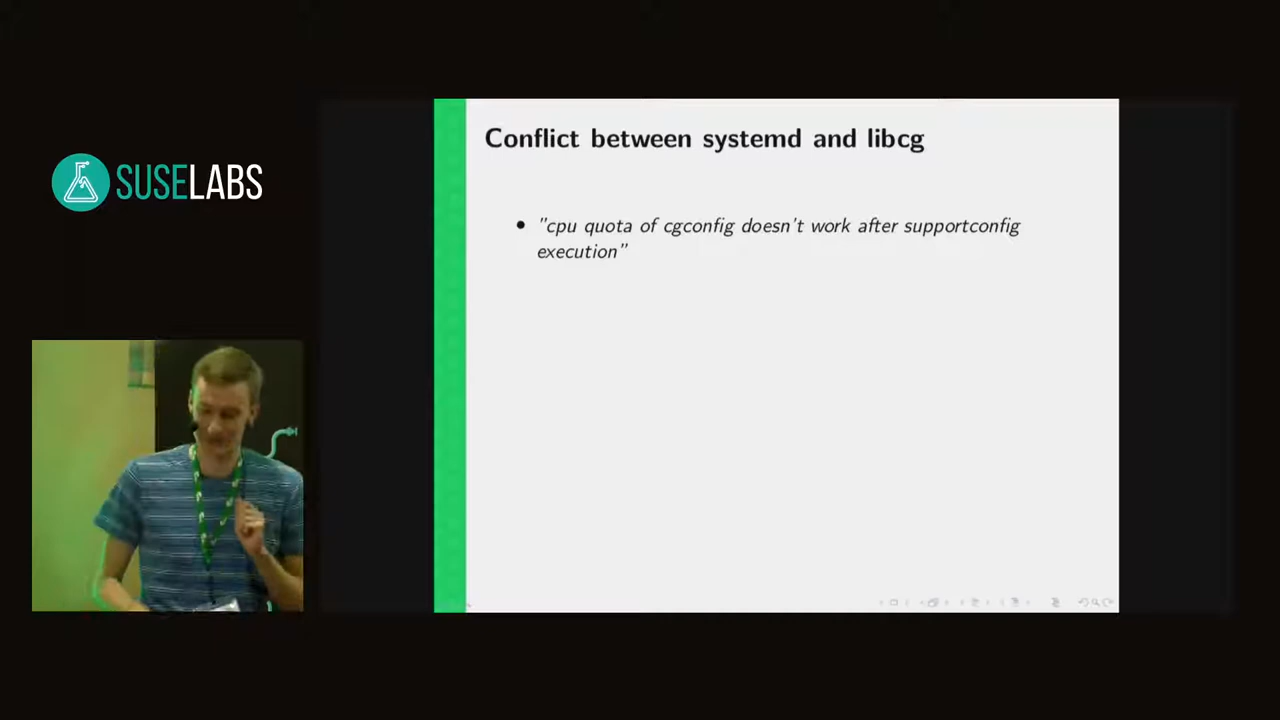 SUSELABS
Conflict between systemd and libcg
"cpu quota of cgconfig doesn't work after supportconfig
execution"